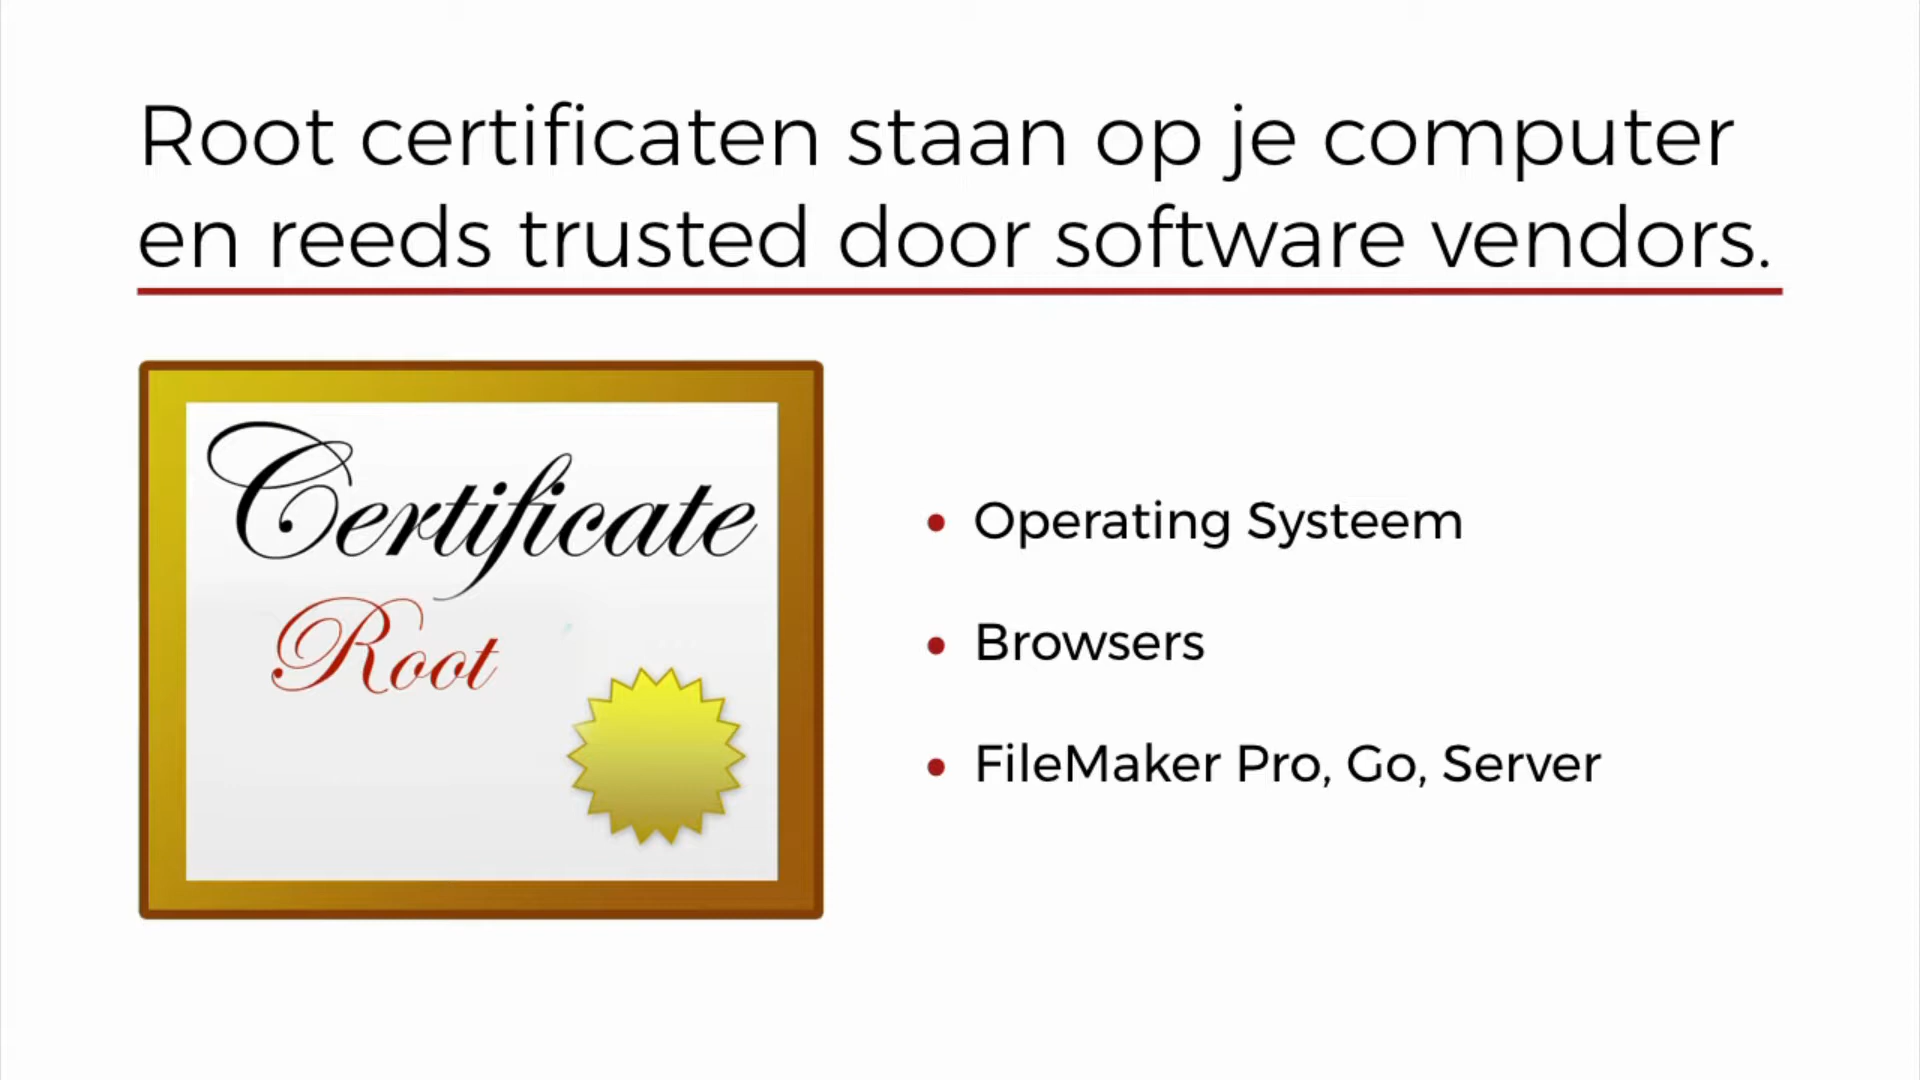 Root certificaten staan op je computer
en reeds trusted door software vendors.
Certificate
Root
• Operating Systeem
• Browsers
• FileMaker Pro, Go, Server